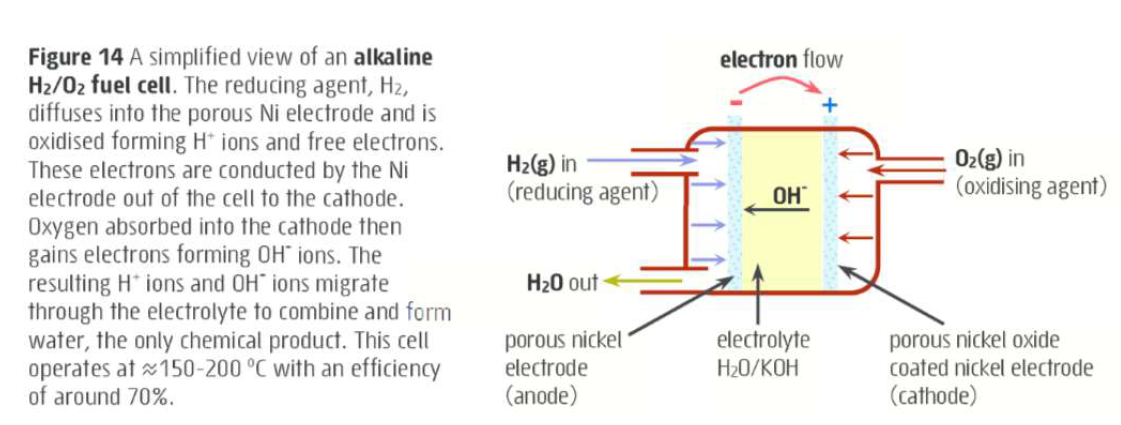 Figure 14 A simplified view of an alkaline
H₂/O₂ fuel cell. The reducing agent, H₂,
diffuses into the porous Ni electrode and is
oxidised forming H⁺ ions and free electrons.
These electrons are conducted by the Ni
electrode out of the cell to the cathode.
Oxygen absorbed into the cathode then
gains electrons forming OH⁻ ions. The
resulting H⁺ ions and OH⁻ ions migrate
through the electrolyte to combine and form
water, the only chemical product. This cell
operates at ≈150-200 ⁰C with an efficiency
of around 70%.
electron flow
- +
H₂(g) in
(reducing agent)
O₂(g) in
(oxidising agent)
OH⁻
H₂O out
porous nickel
electrode
(anode)
electrolyte
H₂O/KOH
porous nickel oxide
coated nickel electrode
(cathode)